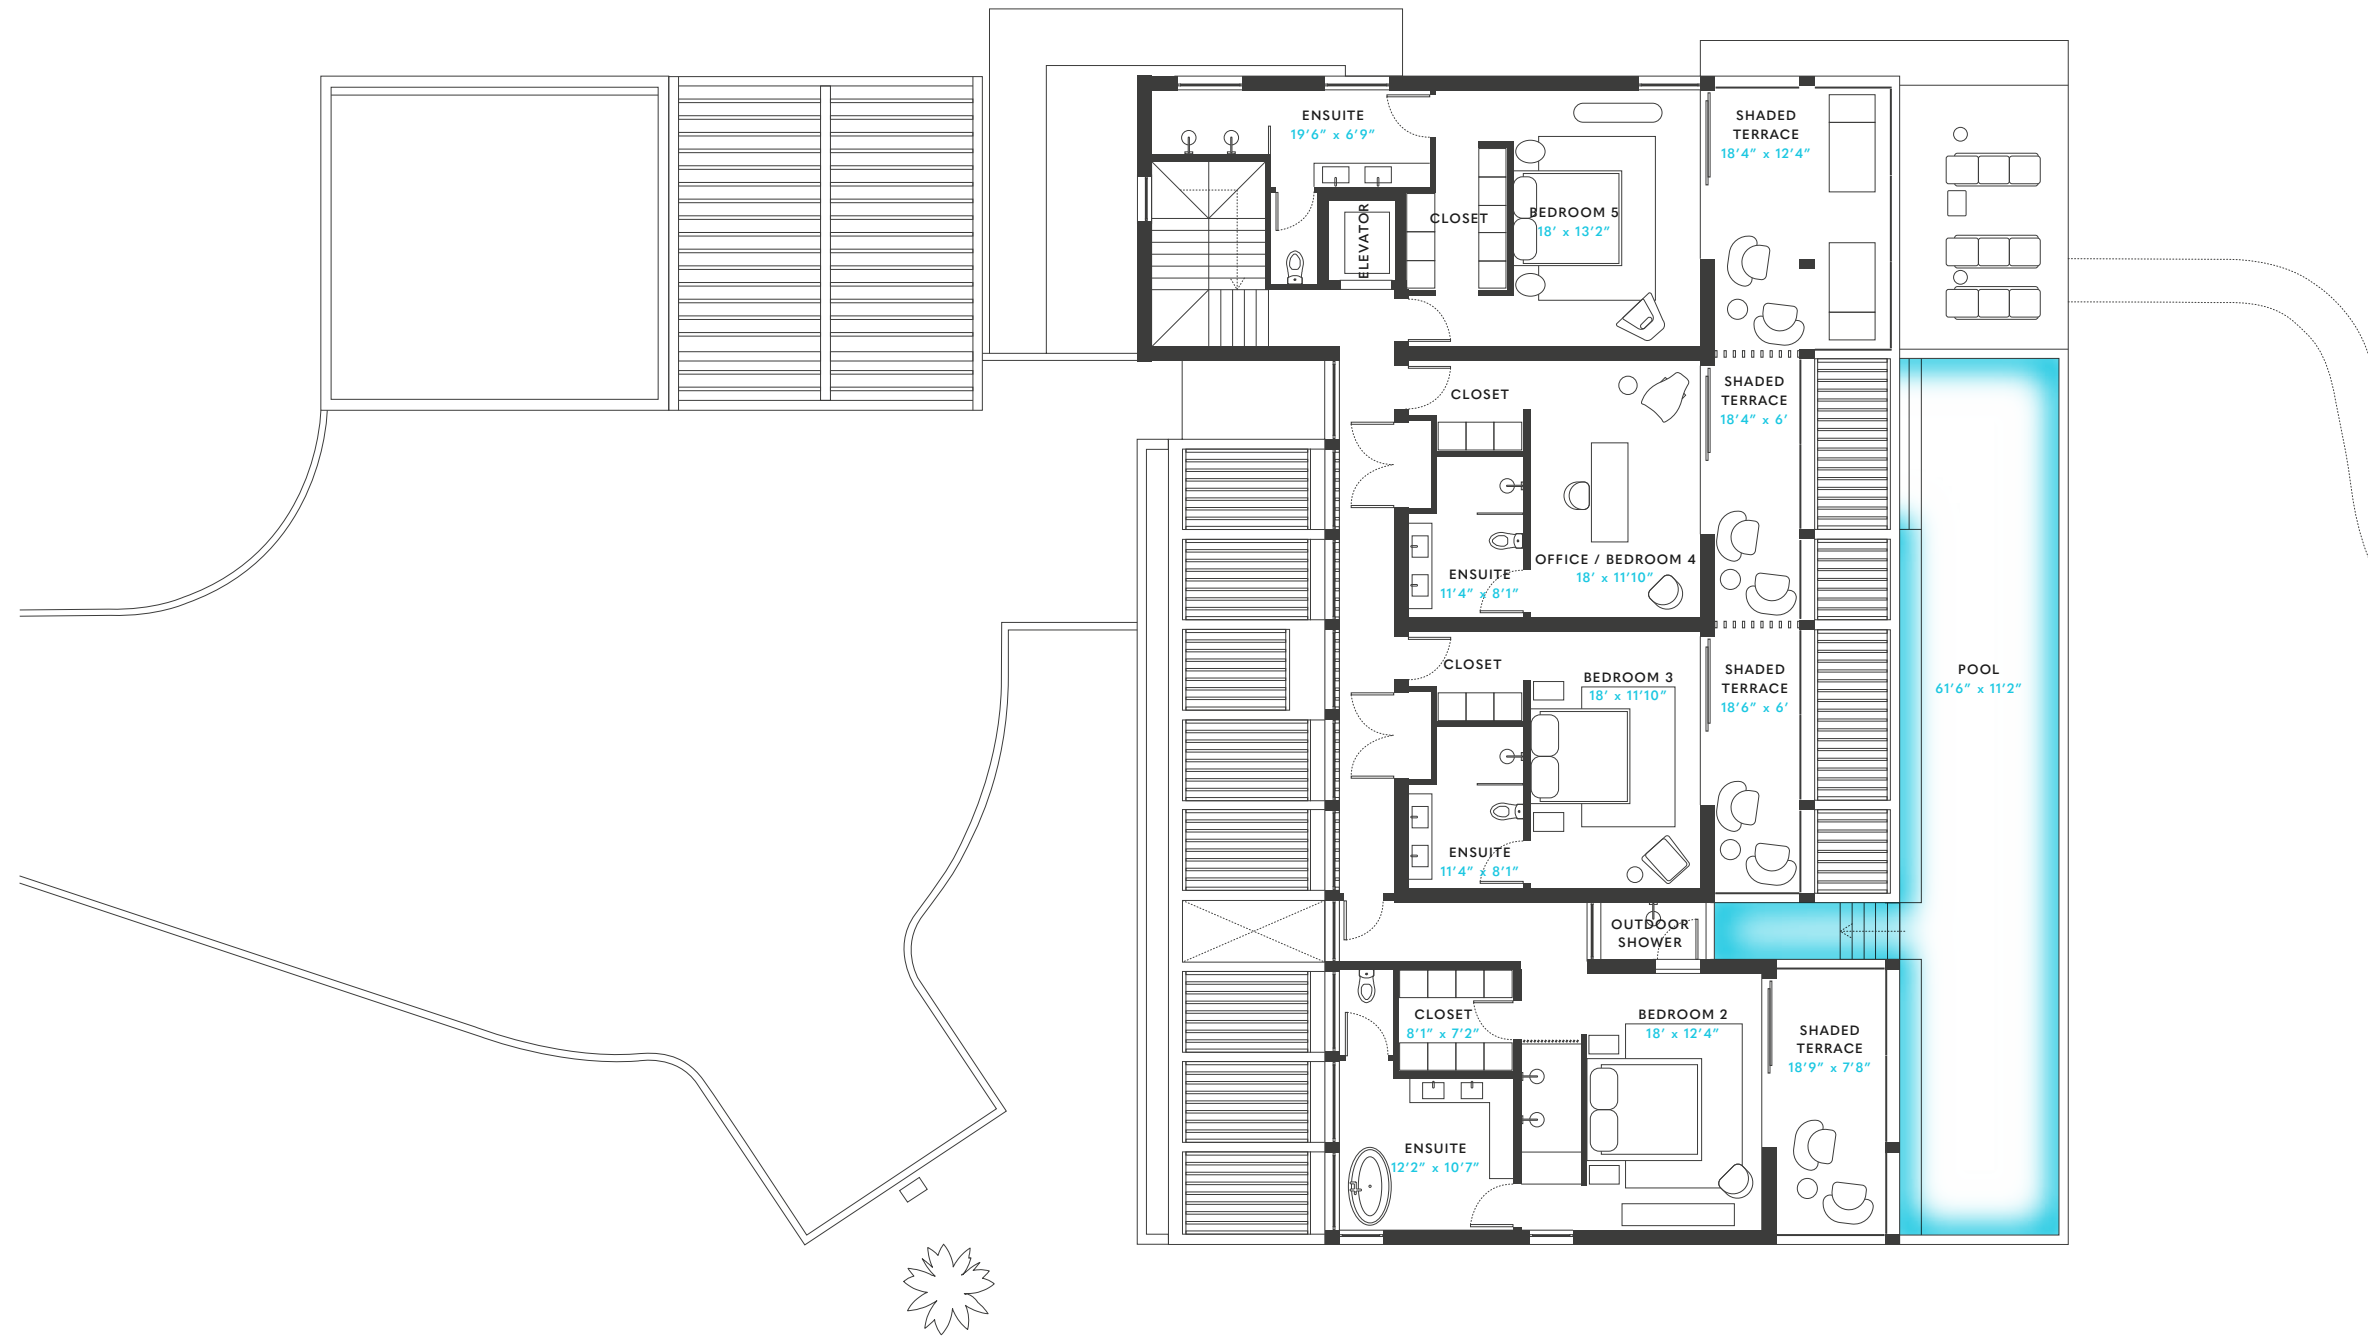 ENSUITE
19'6" x 6'9"
SHADED
TERRACE
18'4" x 12'4"
ELEVATOR
CLOSET
BEDROOM 5
18' x 13'2"
CLOSET
SHADED
TERRACE
18'4" x 6'
OFFICE / BEDROOM 4
18' x 11'10"
ENSUITE
11'4" x 8'1"
CLOSET
BEDROOM 3
18' x 11'10"
SHADED
TERRACE
18'6" x 6'
POOL
61'6" x 11'2"
ENSUITE
11'4" x 8'1"
OUTDOOR
SHOWER
CLOSET
8'1" x 7'2"
BEDROOM 2
18' x 12'4"
SHADED
TERRACE
18'9" x 7'8"
ENSUITE
12'2" x 10'7"